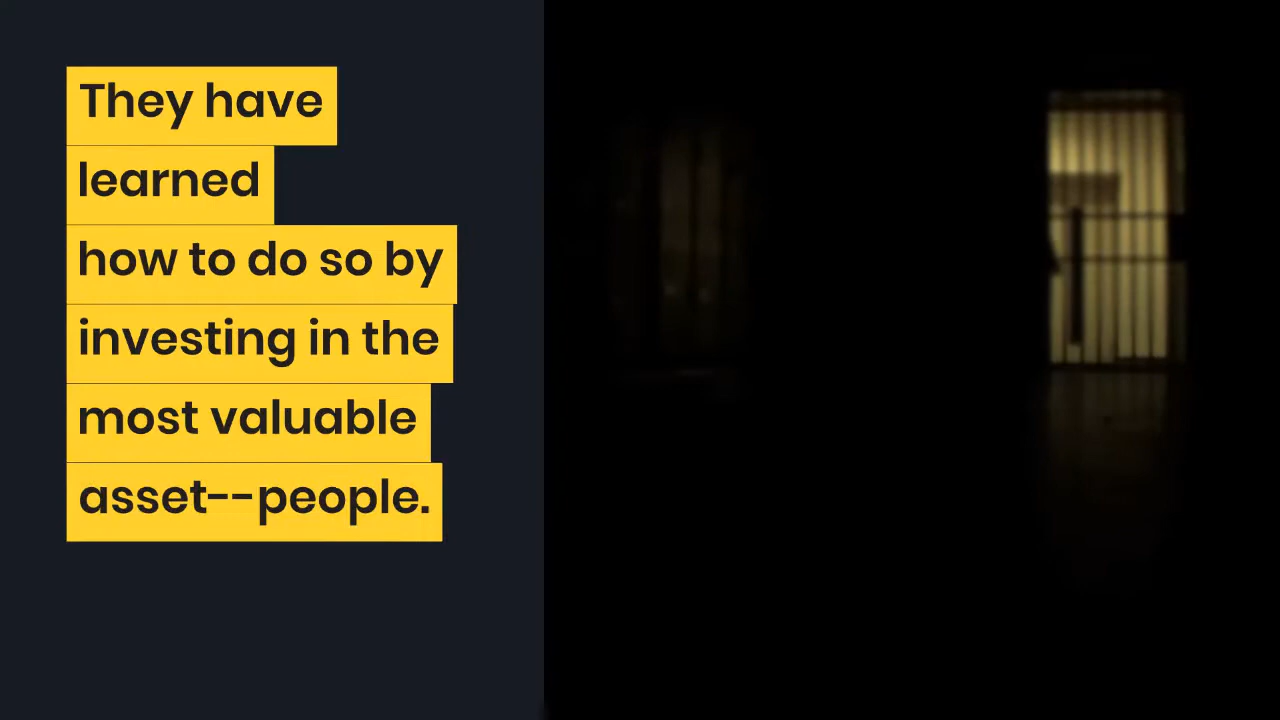 They have
learned
how to do so by
investing in the
most valuable
asset--people.